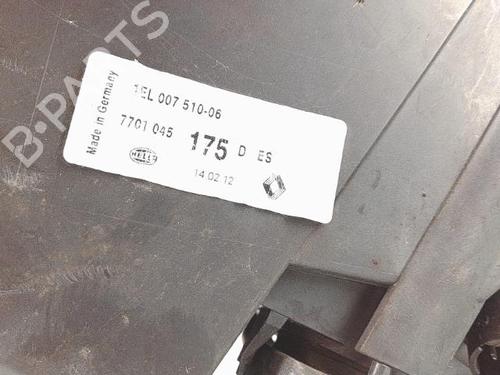 B-PARTS
Made in Germany
1EL 007 510-06
7701 045 175 D ES
HELLA
14 02 12